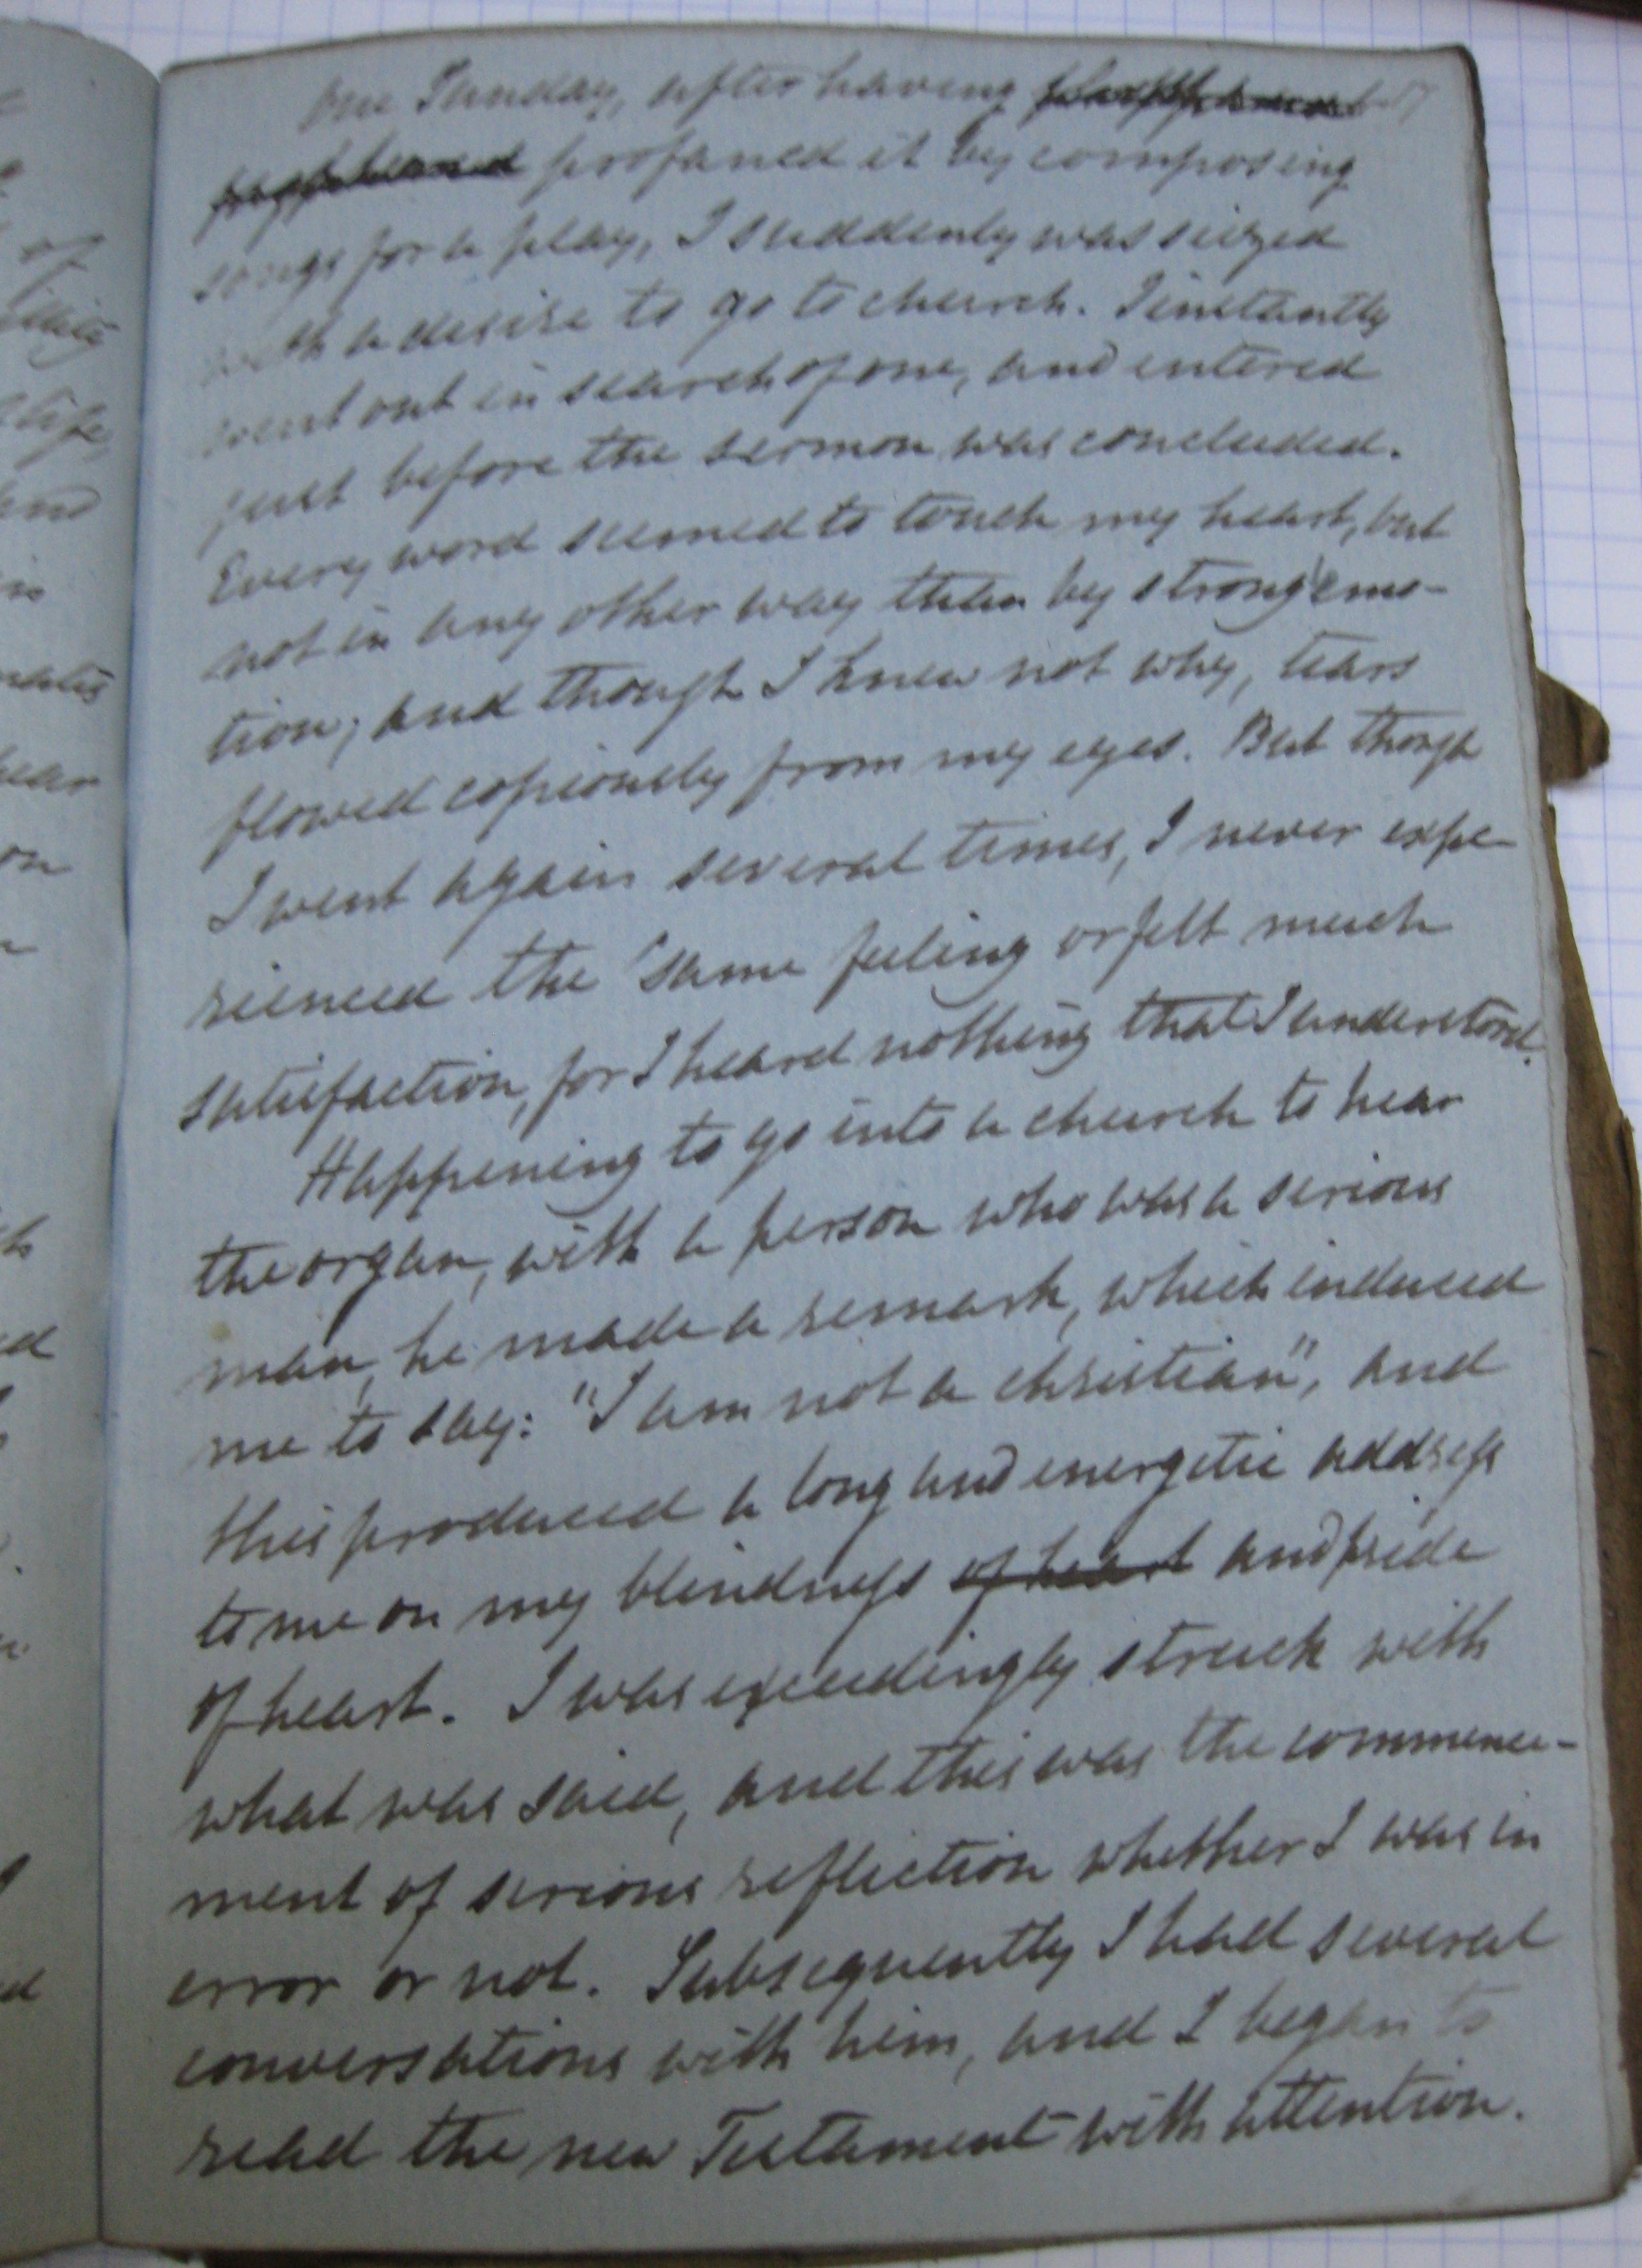 One Sunday, after having
profaned it by composing
songs for a play, I suddenly was siezed
with a desire to go to church. I instantly
went out in search of one, and entered
just before the sermon was concluded.
Every word seemed to touch my heart, but
not in any other way than by strong emo-
tion; and though I knew not why, tears
flowed copiously from my eyes. But though
I went again several times, I never expe-
rienced the same feeling or felt much
satisfaction, for I heard nothing that I understood.
Happening to go into a church to hear
the organ, with a person who was a serious
man, he made a remark, which induced
me to say: "I am not a christian", and
this produced a long and energetic address
to me on my blindness of heart and pride
of heart. I was exceedingly struck with
what was said, and this was the commence-
ment of serious reflection whether I was in
error or not. Subsequently I had several
conversations with him, and I began to
read the new Testament with attention.